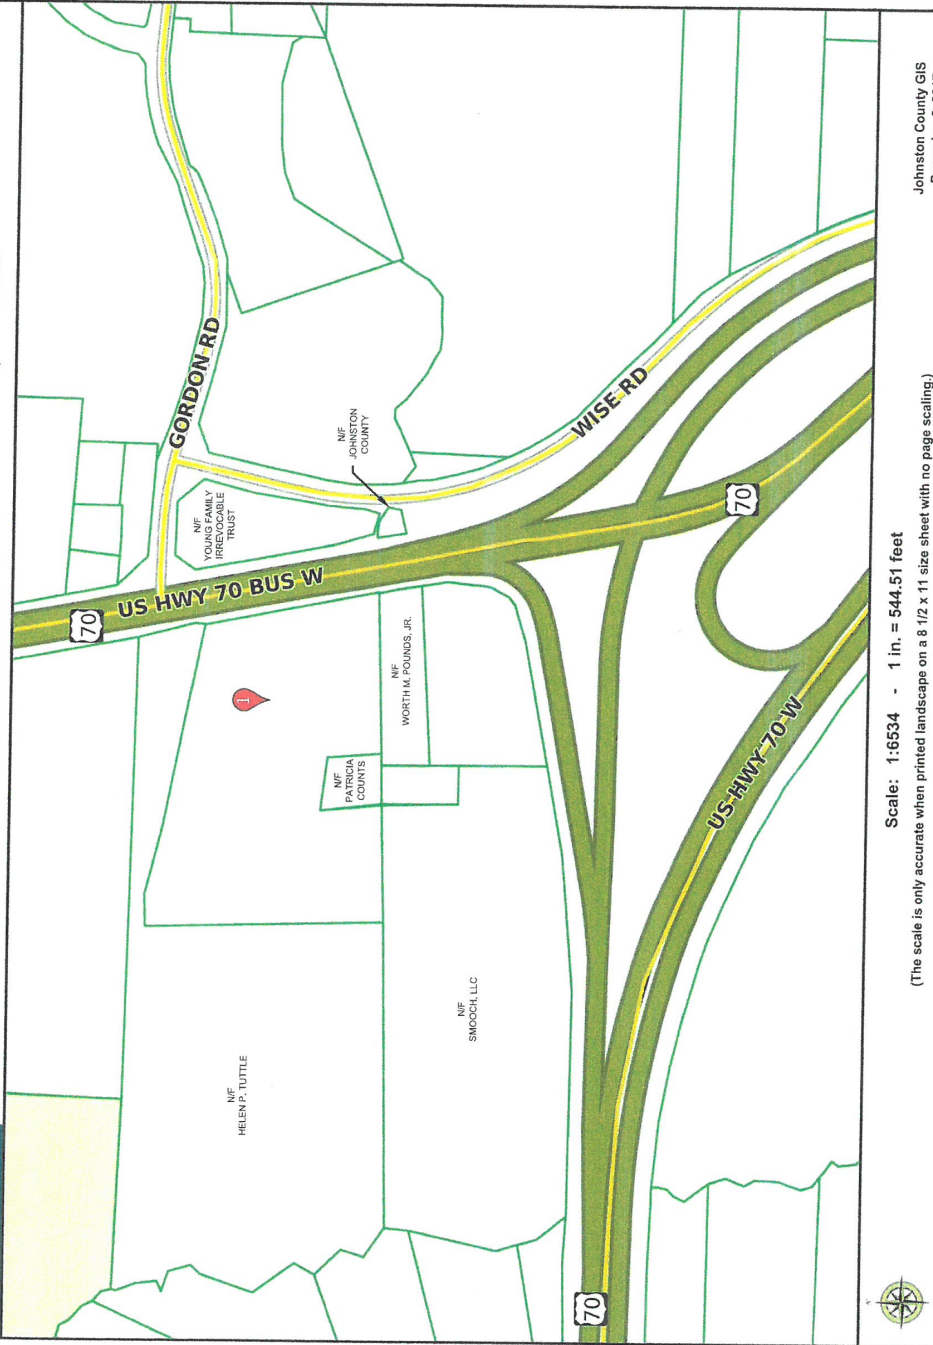 GORDON RD
N/F
JOHNSTON
COUNTY
WISE RD
N/F
YOUNG FAMILY
IRREVOCABLE
TRUST
70
US HWY 70 BUS W
70
1
N/F
WORTH M. POUNDS, JR.
N/F
PATRICIA
COUNTS
US HWY 70 W
N/F
HELEN P. TUTTLE
N/F
SMOOCH, LLC
70
Scale: 1:6534 - 1 in. = 544.51 feet
(The scale is only accurate when printed landscape on a 8 1/2 x 11 size sheet with no page scaling.)
Johnston County GIS